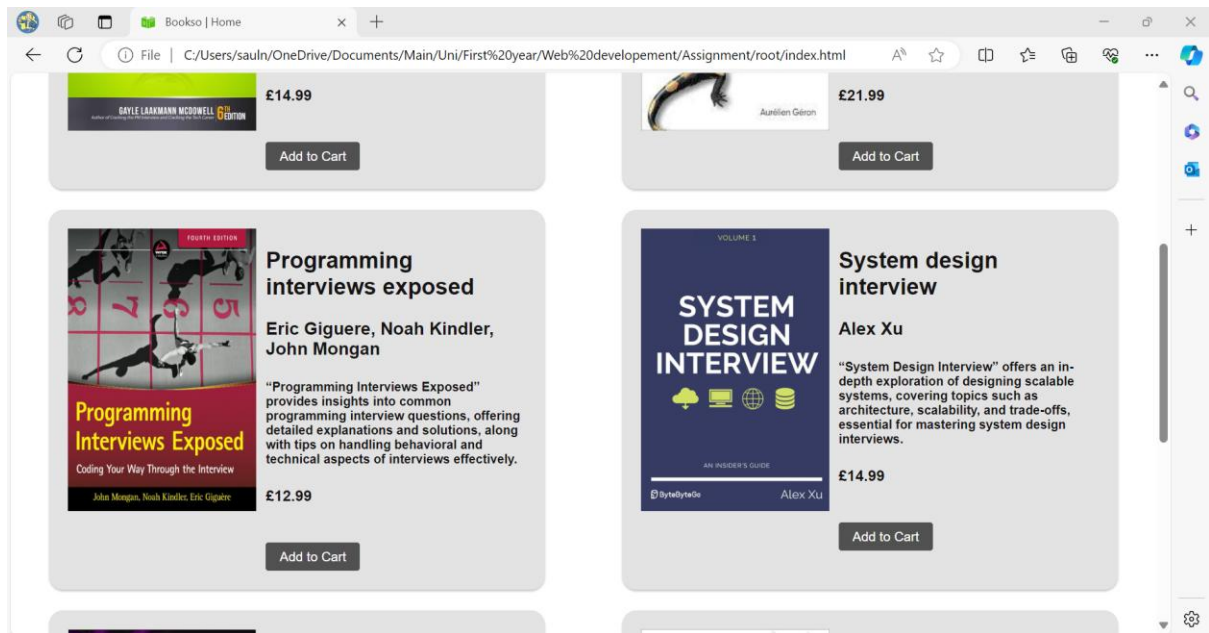 Bookso | Home
File | C:/Users/sauln/OneDrive/Documents/Main/Uni/First%20year/Web%20developement/Assignment/root/index.html
GAYLE LAAKMANN MCDOWELL 6TH EDITION
£14.99
Add to Cart
Aurélien Géron
£21.99
Add to Cart
FOURTH EDITION
8 7 6 5
Programming
Interviews Exposed
Coding Your Way Through the Interview
John Mongan, Noah Kindler, Eric Giguère
Programming
interviews exposed
Eric Giguere, Noah Kindler,
John Mongan
“Programming Interviews Exposed”
provides insights into common
programming interview questions, offering
detailed explanations and solutions, along
with tips on handling behavioral and
technical aspects of interviews effectively.
£12.99
Add to Cart
VOLUME 1
SYSTEM
DESIGN
INTERVIEW
AN INSIDER'S GUIDE
ByteByteGo
Alex Xu
System design
interview
Alex Xu
“System Design Interview” offers an in-
depth exploration of designing scalable
systems, covering topics such as
architecture, scalability, and trade-offs,
essential for mastering system design
interviews.
£14.99
Add to Cart